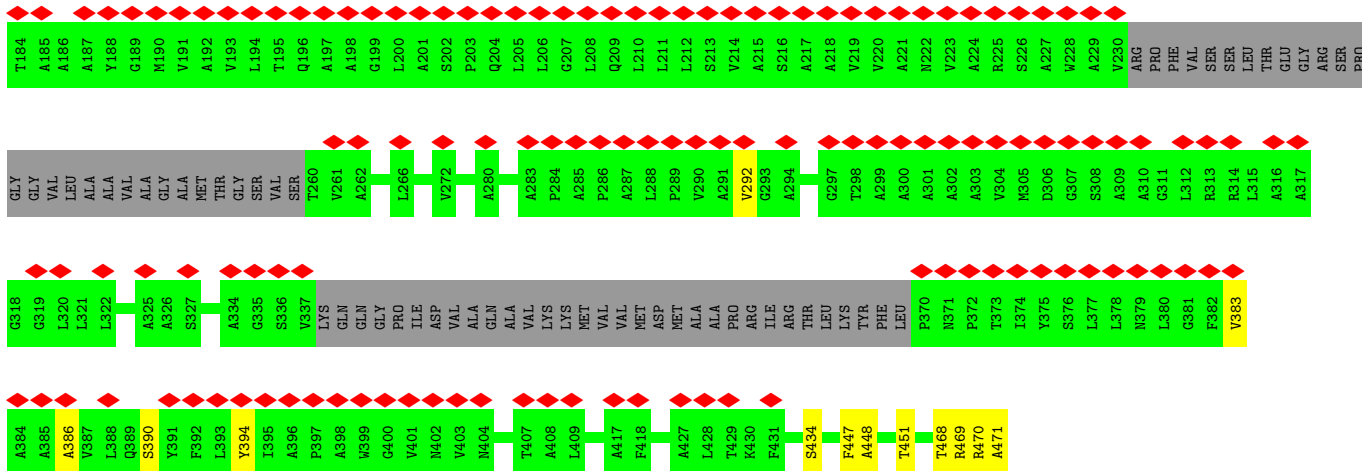 T184 A185 A186 A187 Y188 G189 M190 V191 A192 V193 L194 T195 Q196 A197 A198 G199 L200 A201 S202 P203 Q204 L205 L206 G207 L208 Q209 L210 L211 L212 S213 V214 A215 S216 A217 A218 V219 V220 A221 N222 V223 A224 R225 S226 A227 W228 A229 V230 ARG PRO PHE VAL SER SER LEU THR GLU GLY ARG SER PRO
GLY GLY VAL LEU ALA ALA VAL ALA GLY ALA MET THR GLY SER VAL SER T260 V261 A262 L266 V272 A280 A283 P284 A285 P286 A287 L288 P289 V290 A291 V292 G293 A294 G297 T298 A299 A300 A301 A302 A303 V304 M305 D306 G307 S308 A309 A310 G311 L312 R313 R314 L315 A316 A317
G318 G319 L320 L321 L322 A325 A326 S327 A334 G335 S336 V337 LYS GLN GLN GLY PRO ILE ASP VAL ALA GLN ALA VAL LYS LYS MET VAL VAL MET ASP MET ALA ALA PRO ARG ILE ARG THR LEU LYS TYR PHE LEU P370 N371 P372 T373 I374 Y375 S376 L377 L378 N379 L380 G381 F382 V383
A384 A385 A386 V387 L388 Q389 S390 Y391 F392 L393 Y394 I395 A396 P397 A398 W399 G400 V401 N402 V403 N404 T407 A408 L409 A417 F418 A427 L428 T429 K430 F431 S434 F447 A448 T451 T468 R469 R470 A471